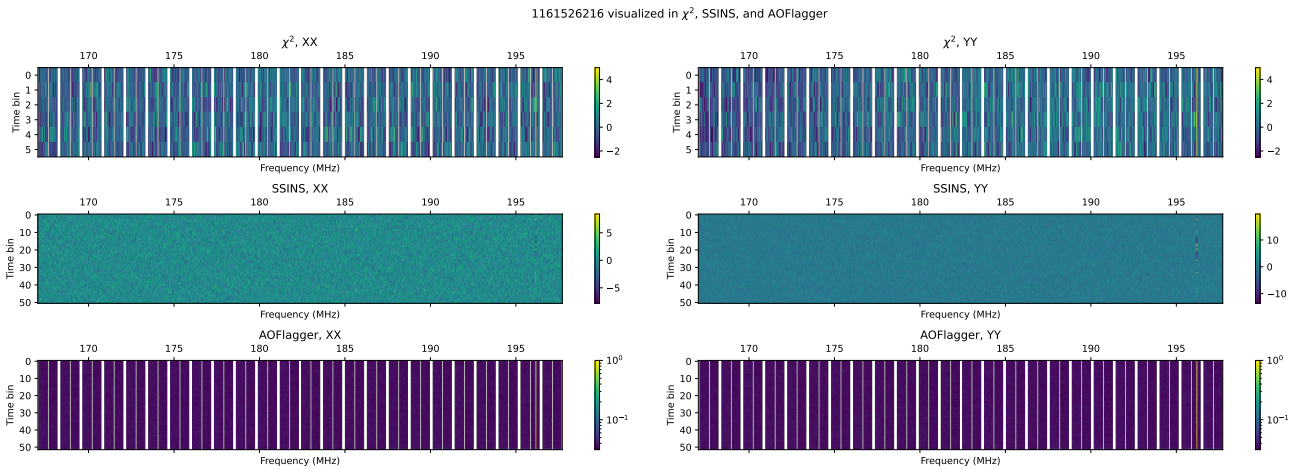 1161526216 visualized in χ², SSINS, and AOFlagger
χ², XX
170 175 180 185 190 195
0
1
2
3
4
5
Time bin
Frequency (MHz)
4
2
0
−2
χ², YY
170 175 180 185 190 195
0
1
2
3
4
5
Time bin
Frequency (MHz)
4
2
0
−2
SSINS, XX
170 175 180 185 190 195
0
10
20
30
40
50
Time bin
Frequency (MHz)
5
0
−5
SSINS, YY
170 175 180 185 190 195
0
10
20
30
40
50
Time bin
Frequency (MHz)
10
0
−10
AOFlagger, XX
170 175 180 185 190 195
0
10
20
30
40
50
Time bin
Frequency (MHz)
10⁰
10⁻¹
AOFlagger, YY
170 175 180 185 190 195
0
10
20
30
40
50
Time bin
Frequency (MHz)
10⁰
10⁻¹